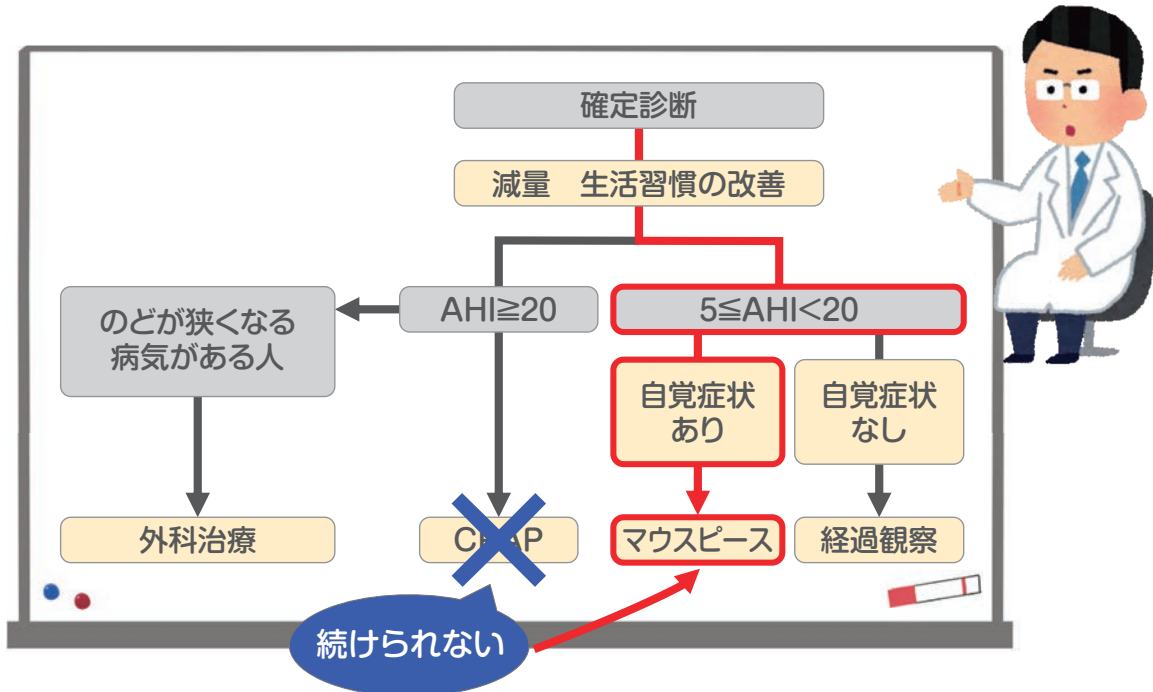 確定診断
減量　生活習慣の改善
のどが狭くなる
病気がある人
AHI≧20
5≦AHI<20
自覚症状
あり
自覚症状
なし
外科治療
CPAP
マウスピース
経過観察
続けられない